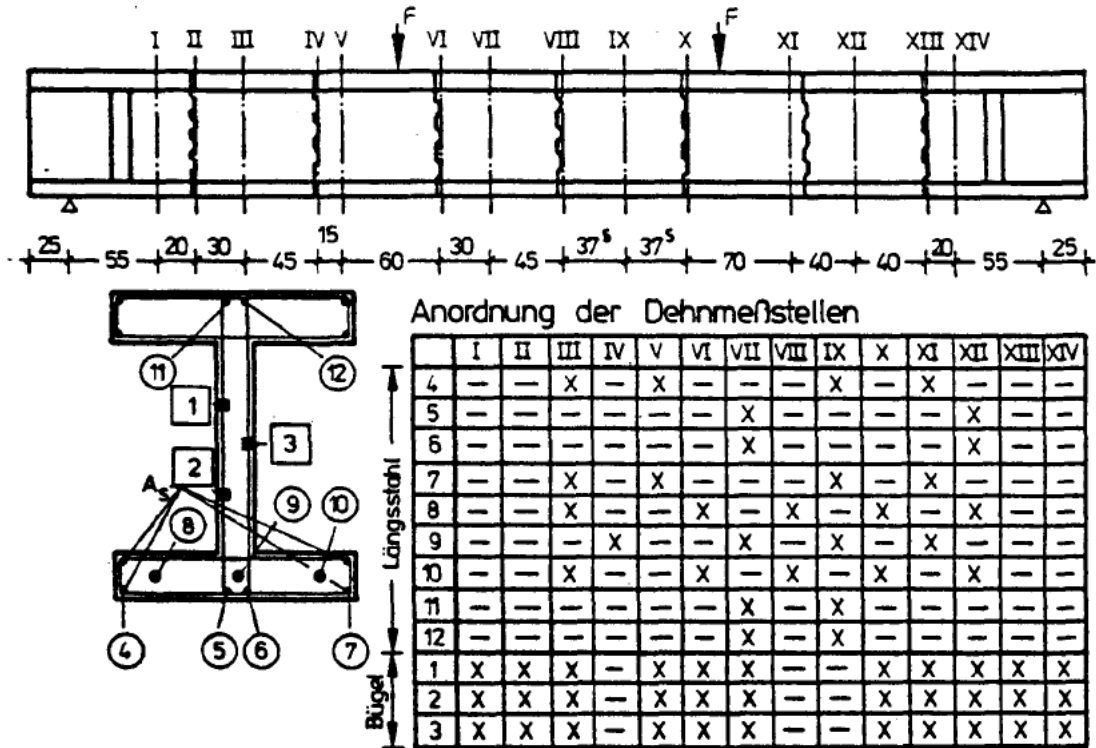 F F
I II III IV V VI VII VIII IX X XI XII XIII XIV
25 55 20 30 45 15 60 30 45 37⁵ 37⁵ 70 40 40 20 55 25
Anordnung der Dehnmeßstellen
11 12
1
3
2
A_s
8 9 10
4 5 6 7
I II III IV V VI VII VIII IX X XI XII XIII XIV
Längsstahl
4 — — X — X — — — X — X — — —
5 — — — — — — X — — — — X — —
6 — — — — — — X — — — — X — —
7 — — X — X — — — X — X — — —
8 — — X — — X — X — X — X — —
9 — — — X — — X — X — X — — —
10 — — X — — X — X — X — X — —
11 — — — — — — X — X — — — — —
12 — — — — — — X — X — — — — —
Bügel
1 X X X — X X X — — X X X X X
2 X X X — X X X — — X X X X X
3 X X X — X X X — — X X X X X